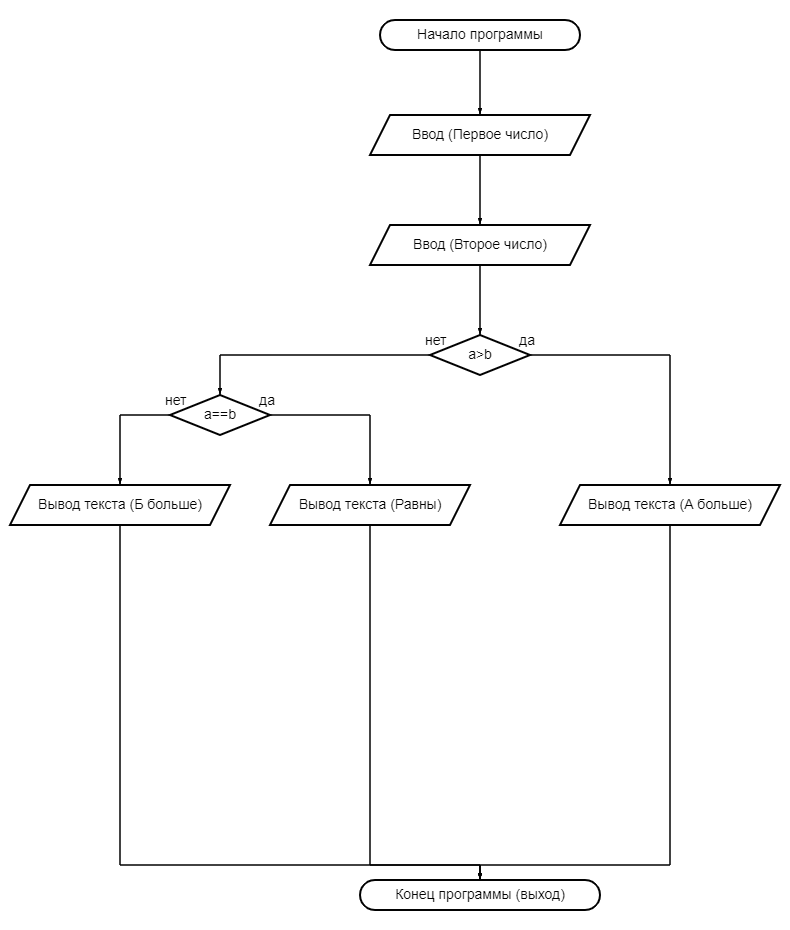 Начало программы
Ввод (Первое число)
Ввод (Второе число)
нет
да
a>b
нет
да
a==b
Вывод текста (Б больше)
Вывод текста (Равны)
Вывод текста (А больше)
Конец программы (выход)